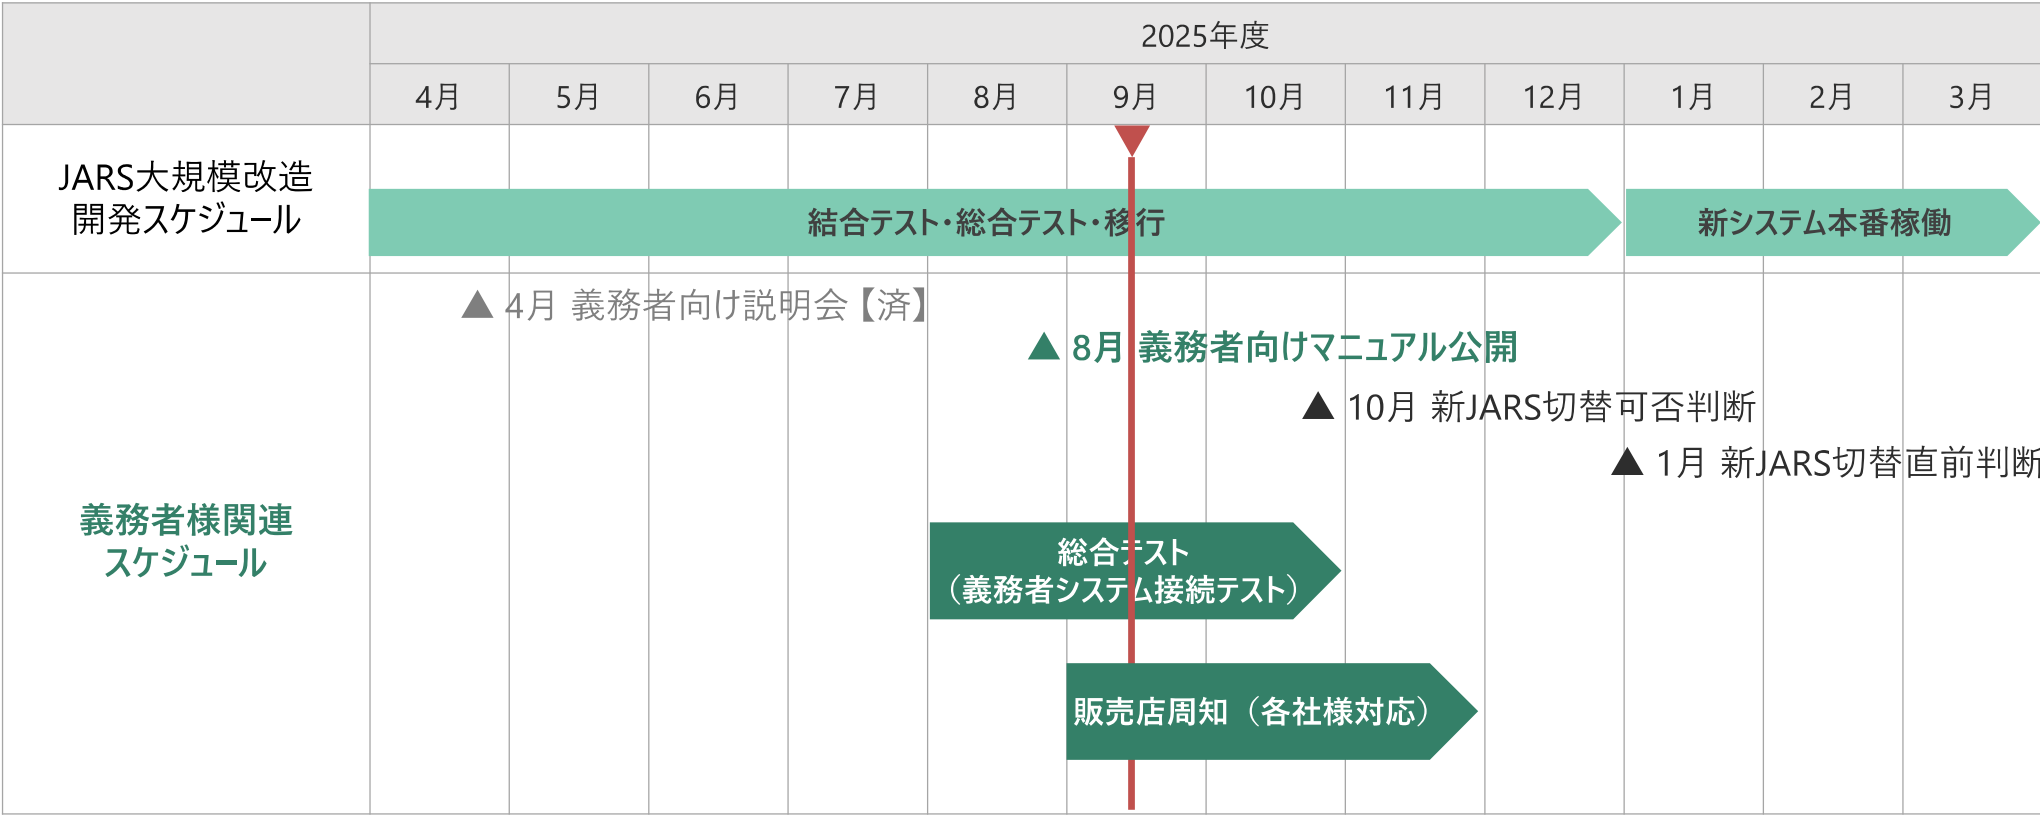 2025年度
4月 5月 6月 7月 8月 9月 10月 11月 12月 1月 2月 3月
JARS大規模改造
開発スケジュール
結合テスト・総合テスト・移行
新システム本番稼働
▲ 4月 義務者向け説明会【済】
▲ 8月 義務者向けマニュアル公開
▲ 10月 新JARS切替可否判断
▲ 1月 新JARS切替直前判断
義務者様関連
スケジュール
総合テスト
（義務者システム接続テスト）
販売店周知（各社様対応）